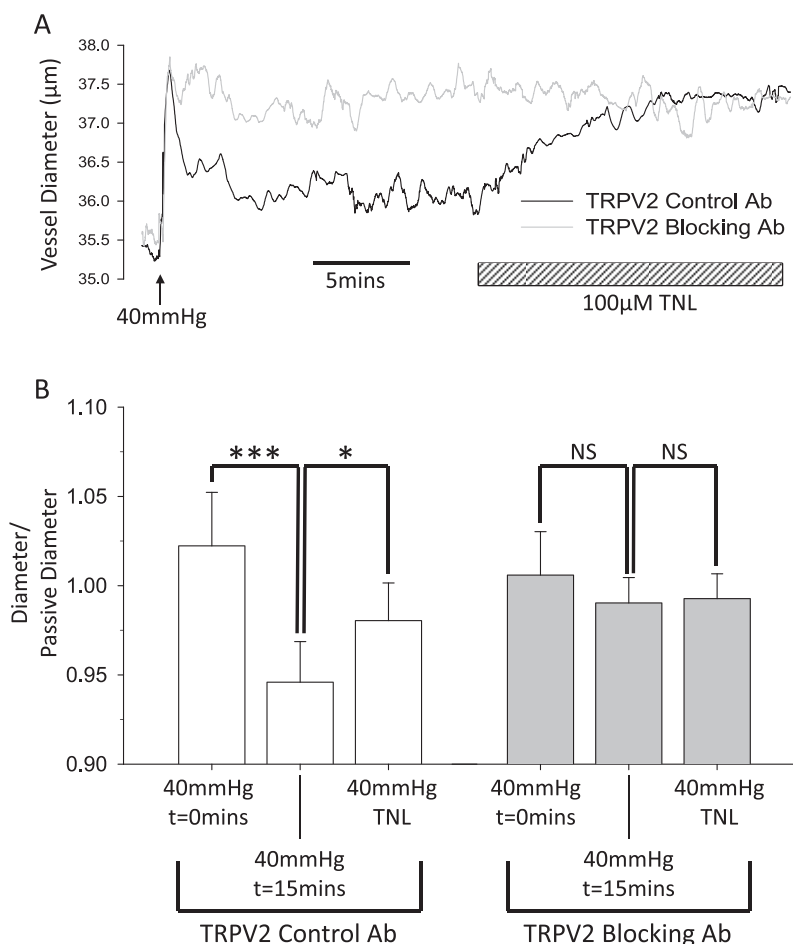 A
Vessel Diameter (μm)
38.0
37.5
37.0
36.5
36.0
35.5
35.0
TRPV2 Control Ab
TRPV2 Blocking Ab
5mins
40mmHg
100μM TNL
B
Diameter/
Passive Diameter
1.10
1.05
1.00
0.95
0.90
*** * NS NS
40mmHg 40mmHg 40mmHg 40mmHg
t=0mins TNL t=0mins TNL
40mmHg 40mmHg
t=15mins t=15mins
TRPV2 Control Ab TRPV2 Blocking Ab